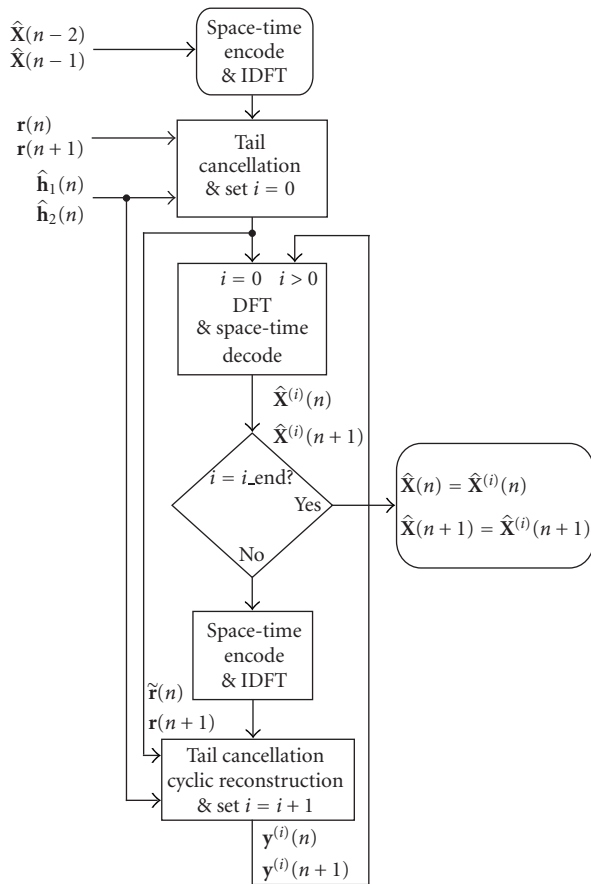 X̂(n − 2)
X̂(n − 1)
Space-time
encode
& IDFT
r(n)
r(n + 1)
ĥ₁(n)
ĥ₂(n)
Tail
cancellation
& set i = 0
i = 0 i > 0
DFT
& space-time
decode
X̂⁽ⁱ⁾(n)
X̂⁽ⁱ⁾(n + 1)
i = i_end?
Yes
No
X̂(n) = X̂⁽ⁱ⁾(n)
X̂(n + 1) = X̂⁽ⁱ⁾(n + 1)
Space-time
encode
& IDFT
r̃(n)
r(n + 1)
Tail cancellation
cyclic reconstruction
& set i = i + 1
y⁽ⁱ⁾(n)
y⁽ⁱ⁾(n + 1)